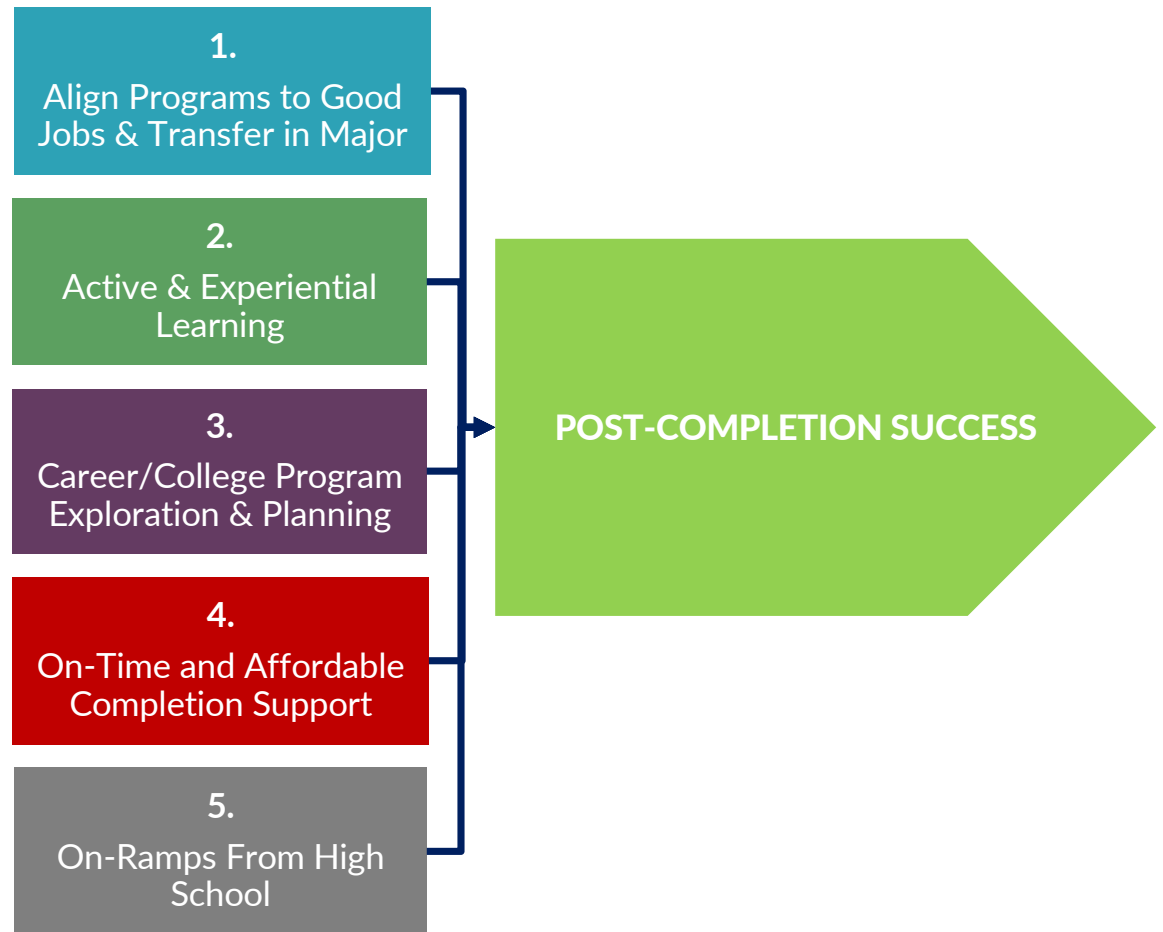 1.
Align Programs to Good
Jobs & Transfer in Major
2.
Active & Experiential
Learning
3.
Career/College Program
Exploration & Planning
4.
On-Time and Affordable
Completion Support
5.
On-Ramps From High
School
POST-COMPLETION SUCCESS